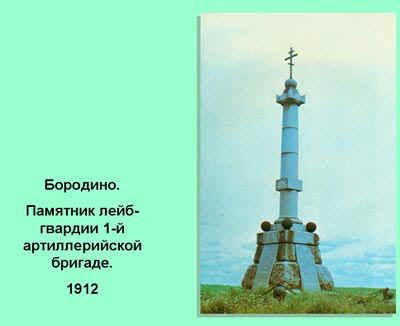 Бородино.
Памятник лейб-
гвардии 1-й
артиллерийской
бригаде.
1912